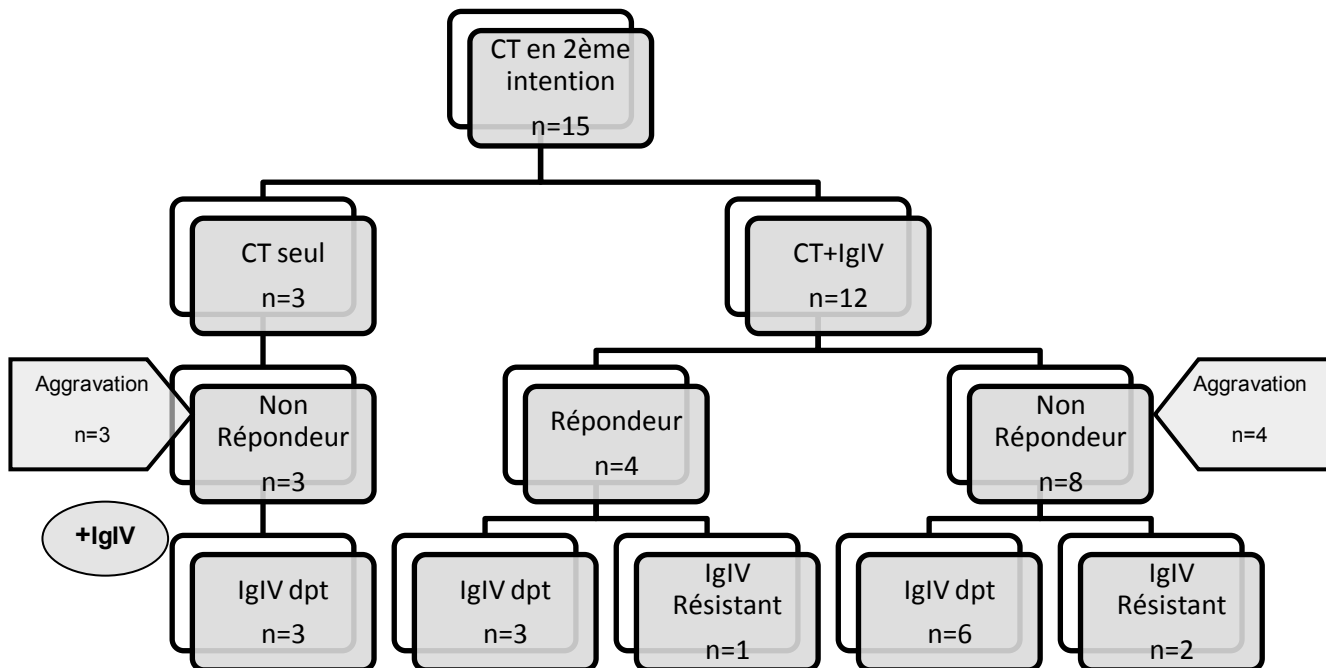 CT en 2ème
intention
n=15
CT seul
n=3
CT+IgIV
n=12
Aggravation
n=3
Non
Répondeur
n=3
Répondeur
n=4
Non
Répondeur
n=8
Aggravation
n=4
+IgIV
IgIV dpt
n=3
IgIV dpt
n=3
IgIV
Résistant
n=1
IgIV dpt
n=6
IgIV
Résistant
n=2